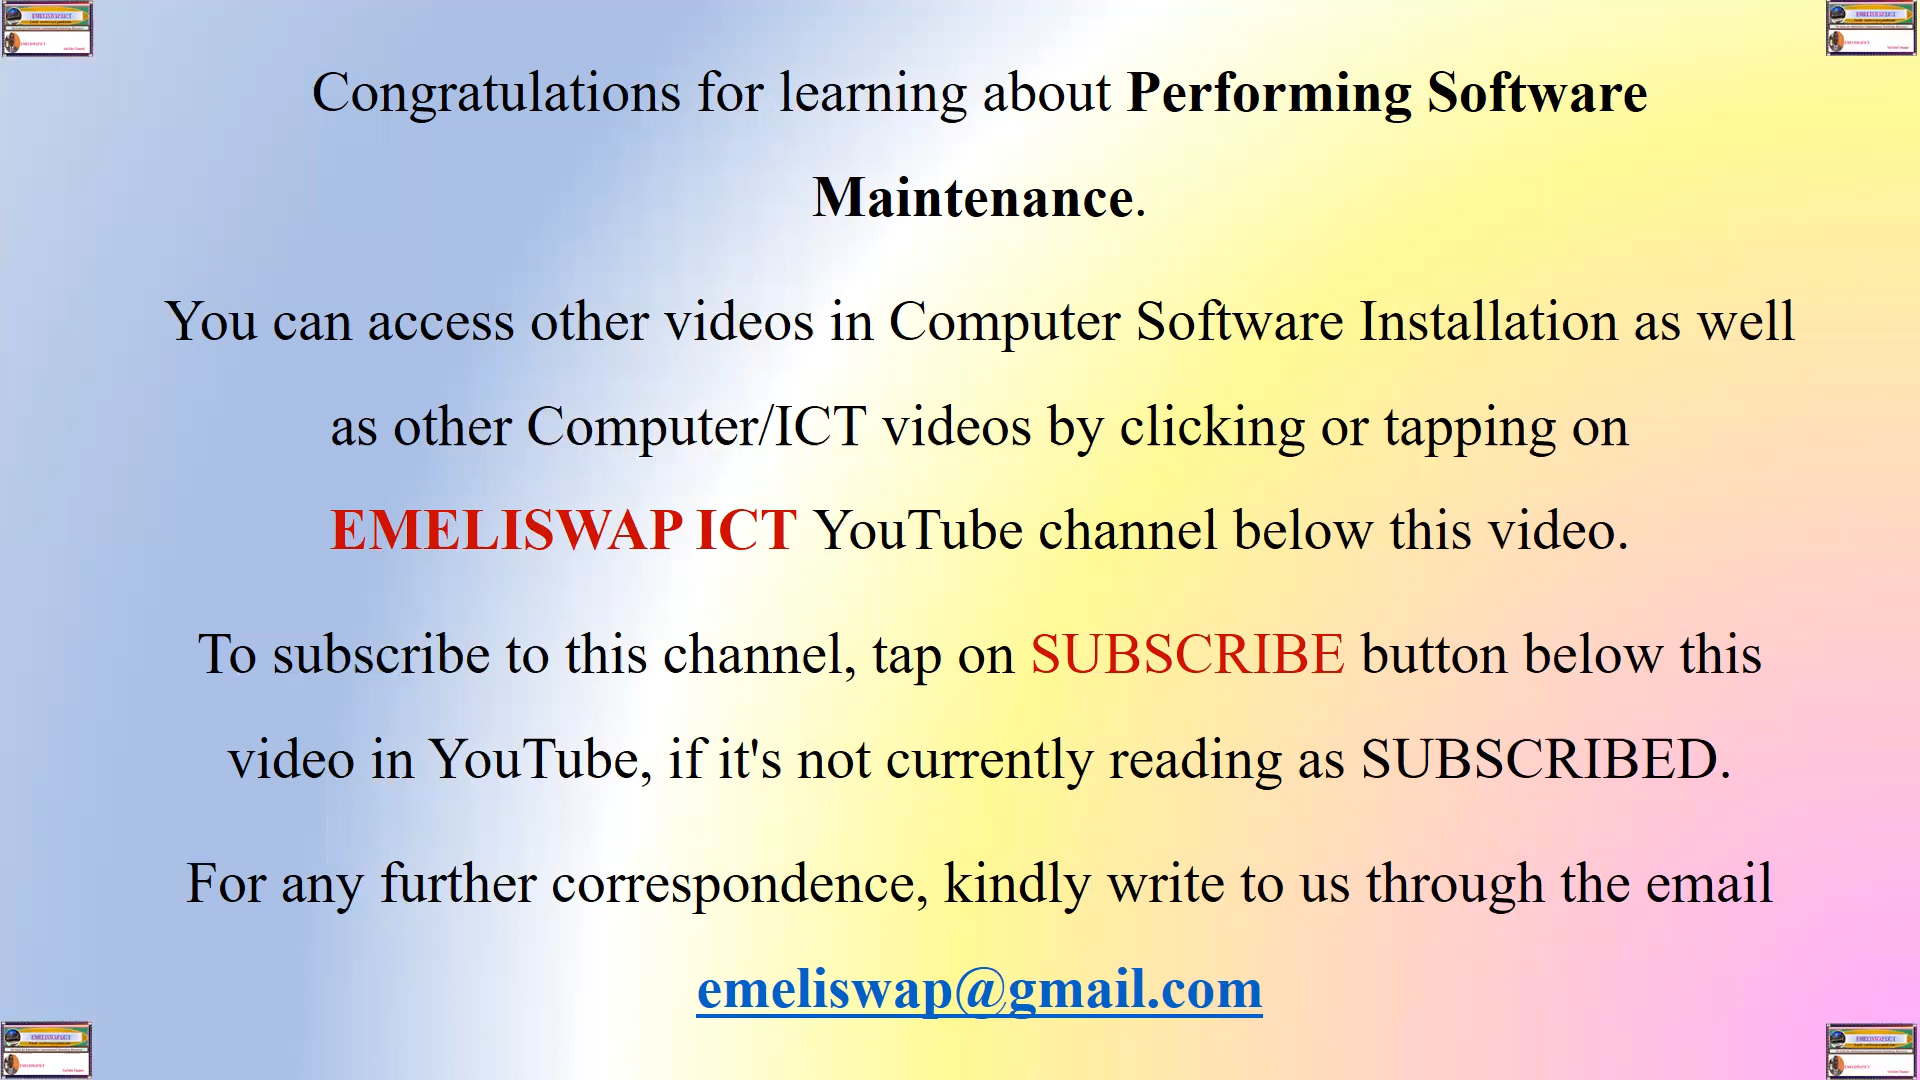 Congratulations for learning about Performing Software
Maintenance.
You can access other videos in Computer Software Installation as well
as other Computer/ICT videos by clicking or tapping on
EMELISWAP ICT YouTube channel below this video.
To subscribe to this channel, tap on SUBSCRIBE button below this
video in YouTube, if it's not currently reading as SUBSCRIBED.
For any further correspondence, kindly write to us through the email
emeliswap@gmail.com